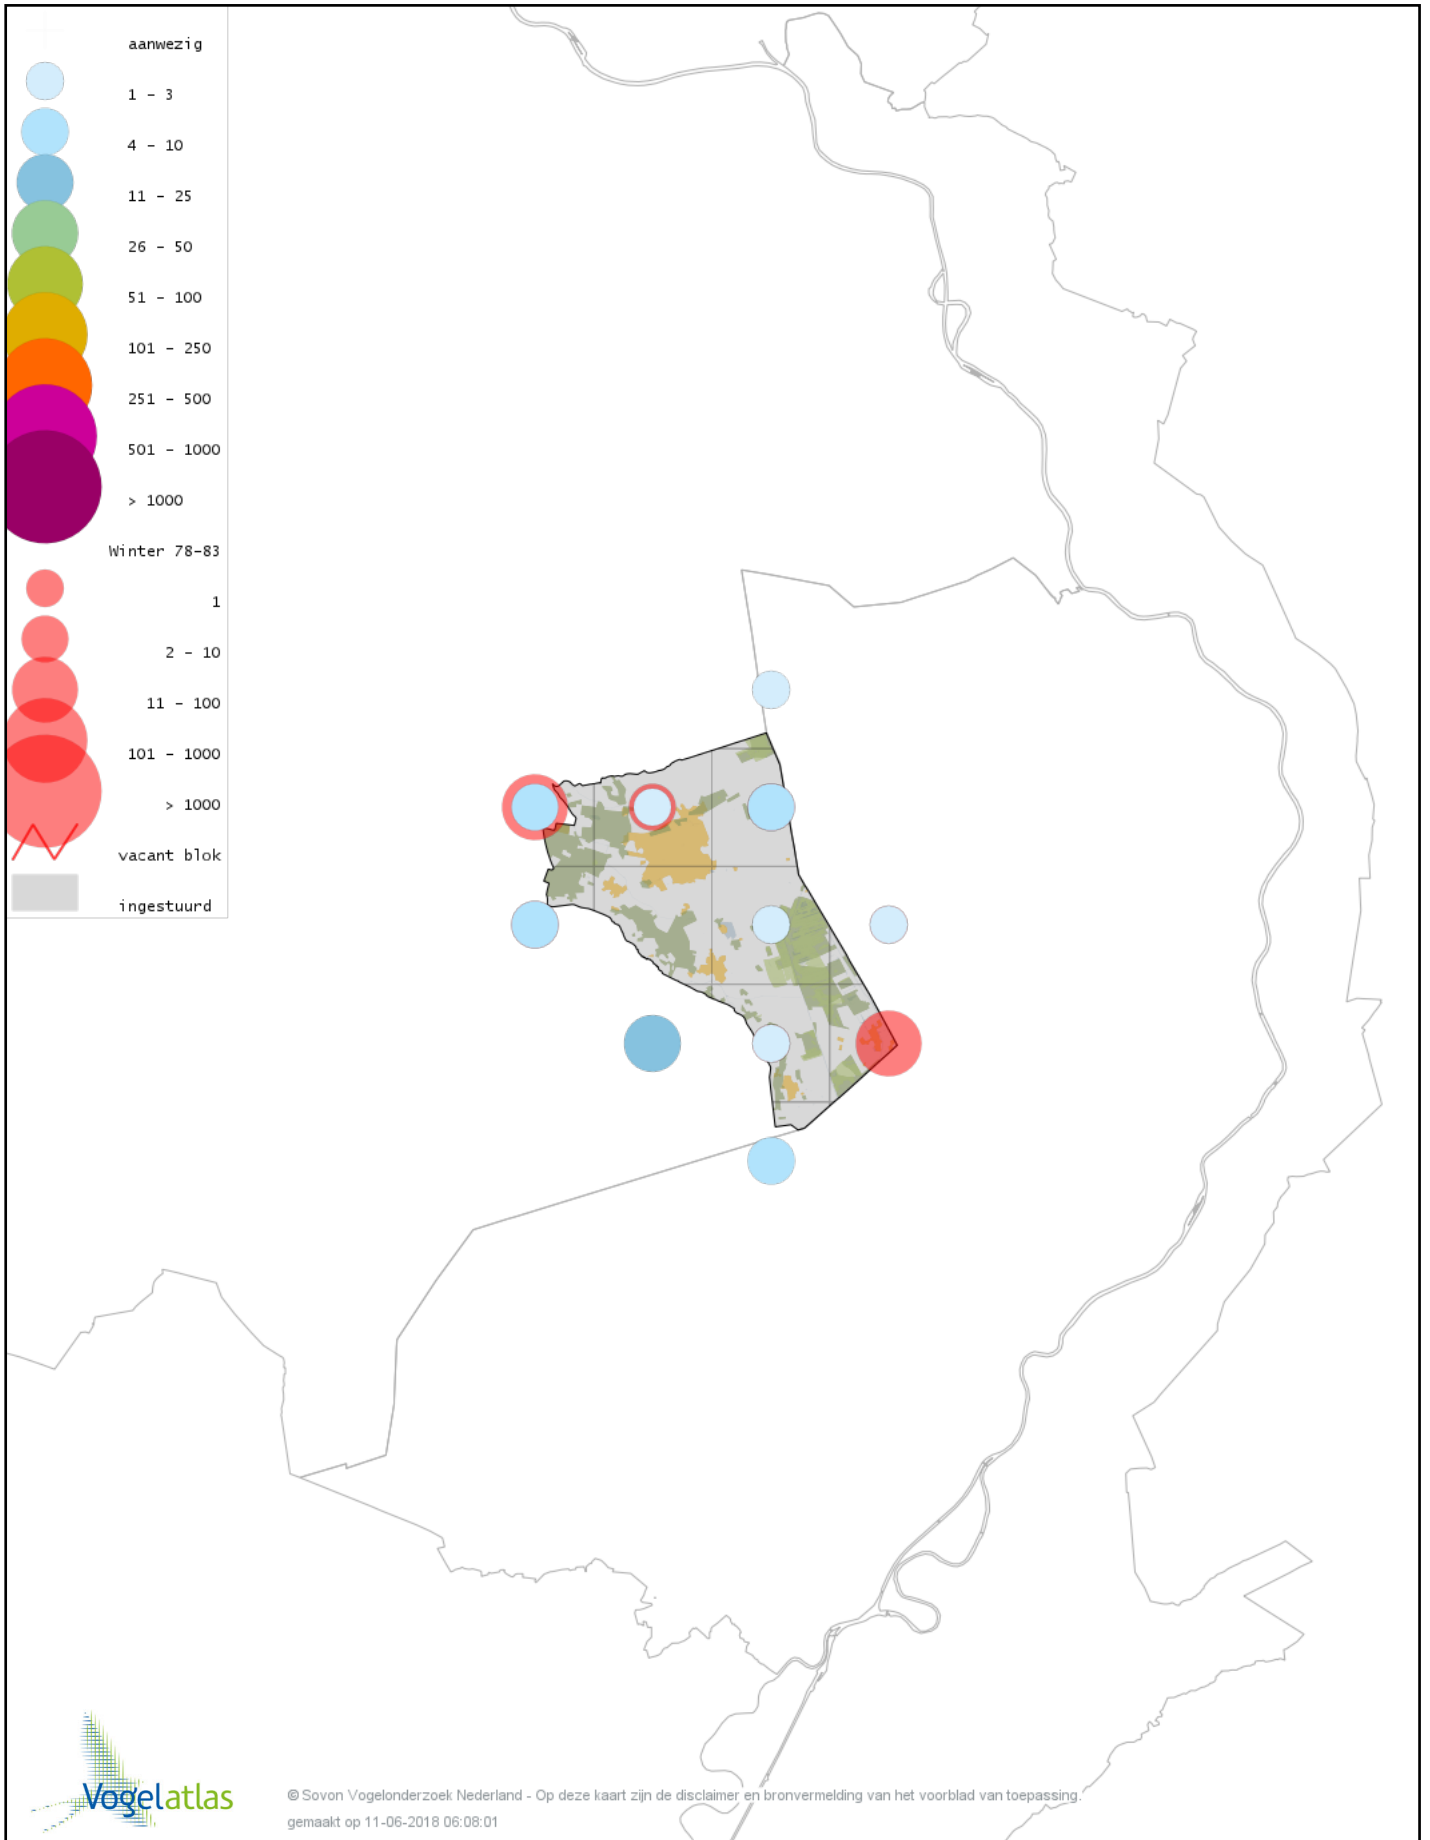 aanwezig
1 - 3
4 - 10
11 - 25
26 - 50
51 - 100
101 - 250
251 - 500
501 - 1000
> 1000
Winter 78-83
1
2 - 10
11 - 100
101 - 1000
> 1000
vacant blok
ingestuurd
Vogelatlas
© Sovon Vogelonderzoek Nederland - Op deze kaart zijn de disclaimer en bronvermelding van het voorblad van toepassing.
gemaakt op 11-06-2018 06:08:01